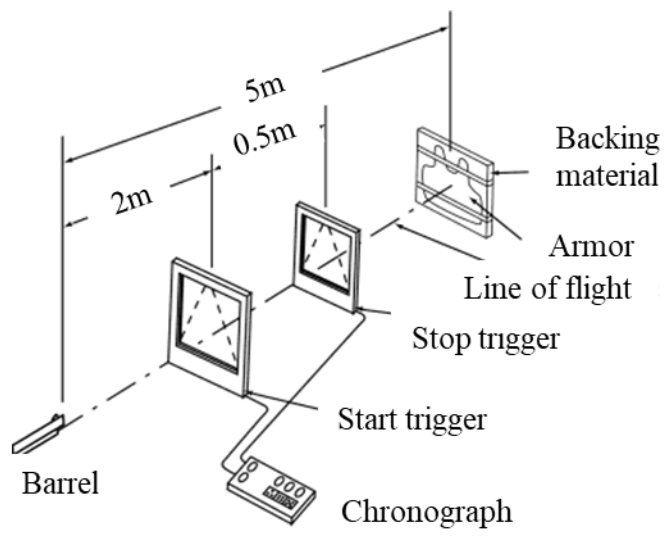 5m
0.5m
2m
Backing
material
Armor
Line of flight
Stop trigger
Start trigger
Barrel
Chronograph